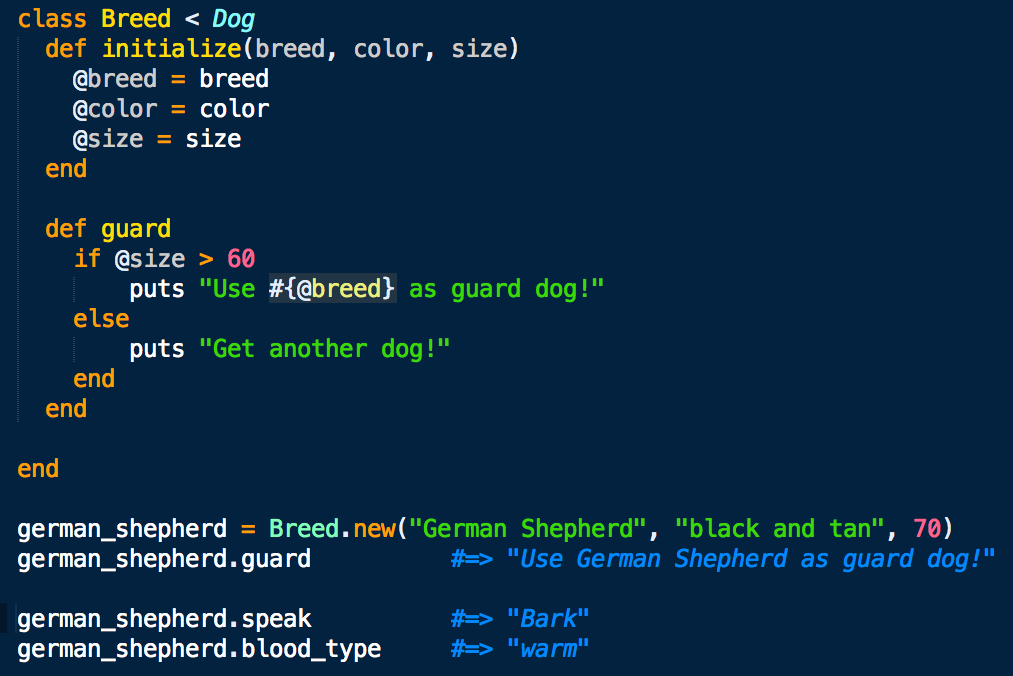 class Breed < Dog
  def initialize(breed, color, size)
    @breed = breed
    @color = color
    @size = size
  end

  def guard
    if @size > 60
        puts "Use #{@breed} as guard dog!"
    else
        puts "Get another dog!"
    end
  end

end

german_shepherd = Breed.new("German Shepherd", "black and tan", 70)
german_shepherd.guard          #=> "Use German Shepherd as guard dog!"

german_shepherd.speak          #=> "Bark"
german_shepherd.blood_type     #=> "warm"